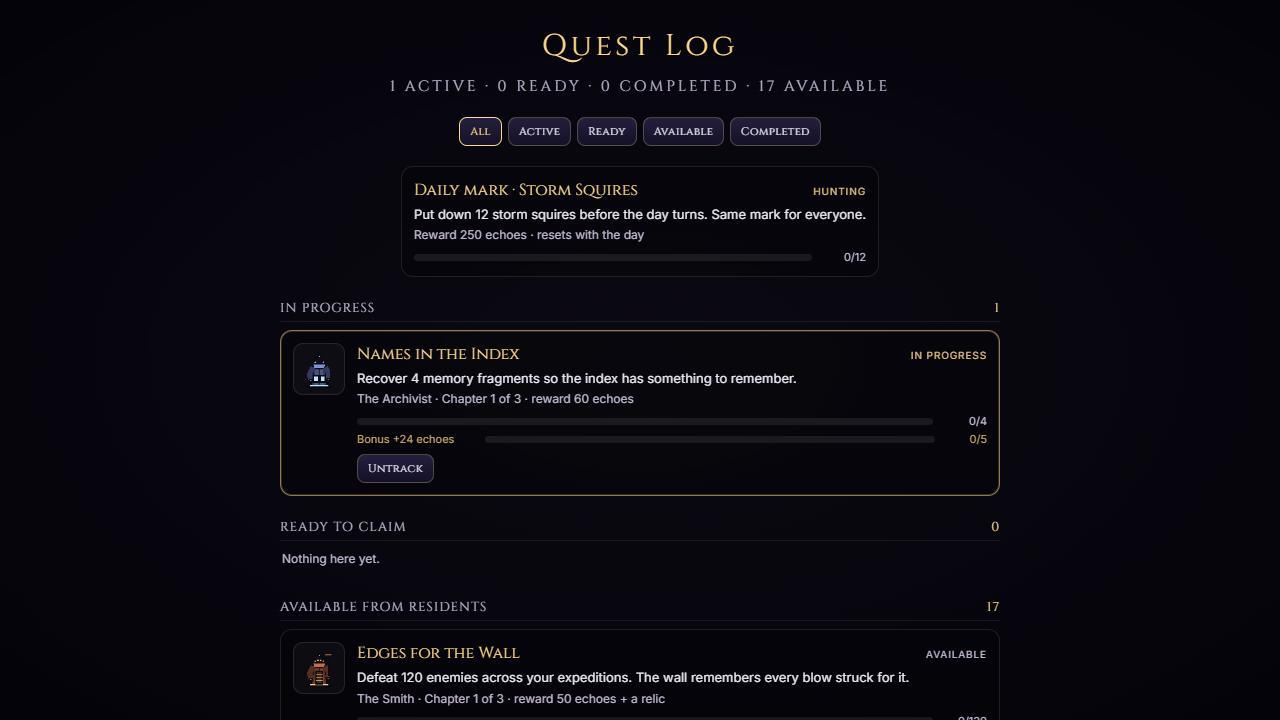 Quest Log
1 ACTIVE · 0 READY · 0 COMPLETED · 17 AVAILABLE
All Active Ready Available Completed
Daily mark · Storm Squires HUNTING
Put down 12 storm squires before the day turns. Same mark for everyone.
Reward 250 echoes · resets with the day
0/12
IN PROGRESS 1
Names in the Index IN PROGRESS
Recover 4 memory fragments so the index has something to remember.
The Archivist · Chapter 1 of 3 · reward 60 echoes
0/4
Bonus +24 echoes 0/5
Untrack
READY TO CLAIM 0
Nothing here yet.
AVAILABLE FROM RESIDENTS 17
Edges for the Wall AVAILABLE
Defeat 120 enemies across your expeditions. The wall remembers every blow struck for it.
The Smith · Chapter 1 of 3 · reward 50 echoes + a relic